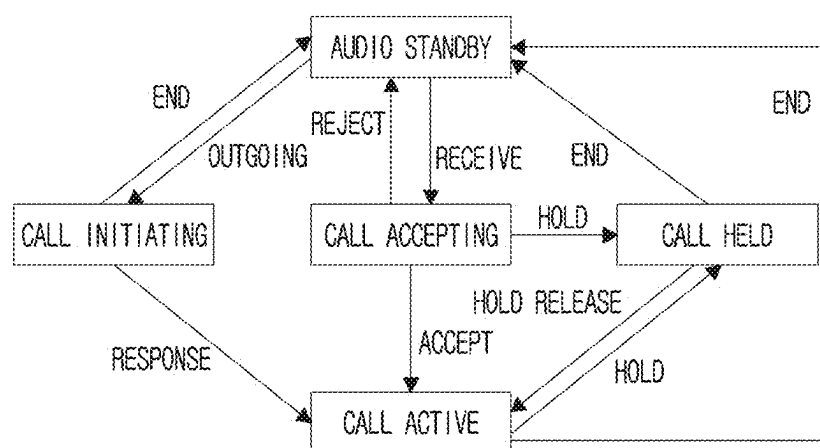 AUDIO STANDBY
END
END
REJECT
OUTGOING
RECEIVE
END
CALL INITIATING
CALL ACCEPTING
HOLD
CALL HELD
HOLD RELEASE
RESPONSE
ACCEPT
HOLD
CALL ACTIVE